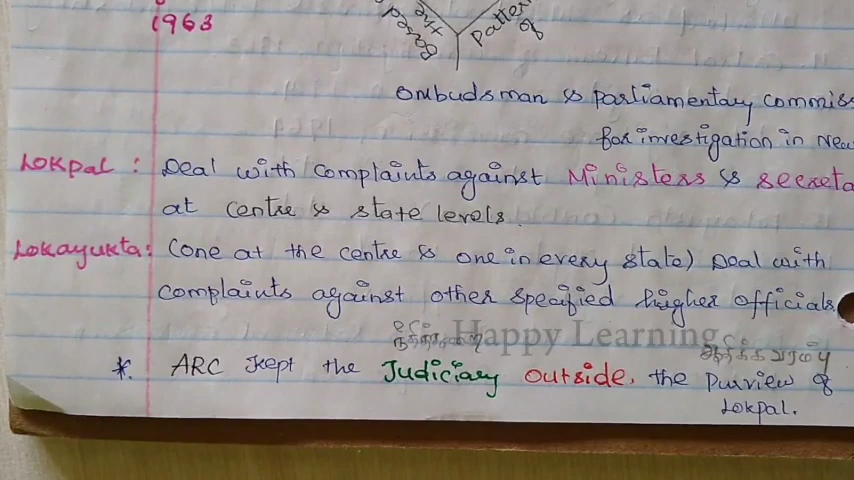 1963
Based the
Pattern of
Ombudsman & parliamentary commiss
for investigation in New
Lokpal : Deal with complaints against Ministers & secreta
at centre & state levels.
Lokayukta: (one at the centre & one in every state) Deal with
complaints against other specified higher officials
Happy Learning
* ARC kept the Judiciary outside, the purview of
Lokpal.